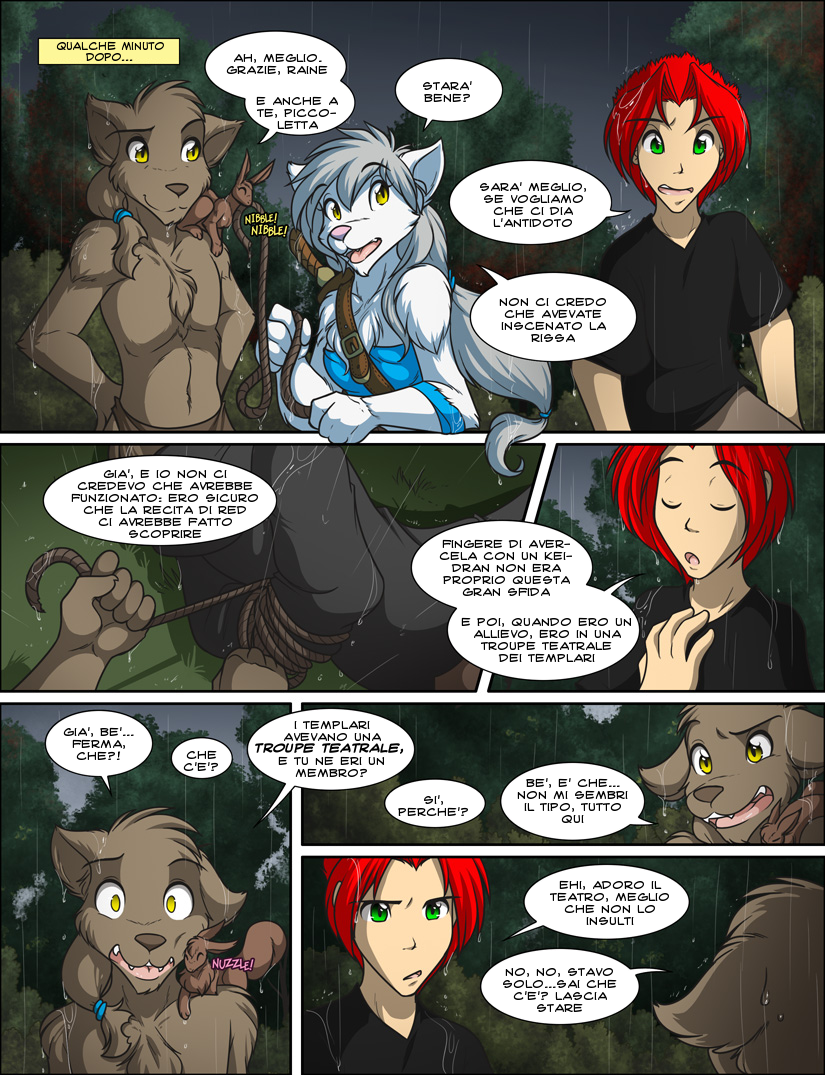 QUALCHE MINUTO
DOPO...
AH, MEGLIO.
GRAZIE, RAINE
E ANCHE A
TE, PICCO-
LETTA
STARA'
BENE?
NIBBLE!
NIBBLE!
SARA' MEGLIO,
SE VOGLIAMO
CHE CI DIA
L'ANTIDOTO
NON CI CREDO
CHE AVEVATE
INSCENATO LA
RISSA
GIA', E IO NON CI
CREDEVO CHE AVREBBE
FUNZIONATO: ERO SICURO
CHE LA RECITA DI RED
CI AVREBBE FATTO
SCOPRIRE
FINGERE DI AVER-
CELA CON UN KEI-
DRAN NON ERA
PROPRIO QUESTA
GRAN SFIDA
E POI, QUANDO ERO UN
ALLIEVO, ERO IN UNA
TROUPE TEATRALE
DEI TEMPLARI
GIA', BE'...
FERMA,
CHE?!
CHE
C'E'?
I TEMPLARI
AVEVANO UNA
TROUPE TEATRALE,
E TU NE ERI UN
MEMBRO?
NUZZLE!
SI',
PERCHE'?
BE', E' CHE...
NON MI SEMBRI
IL TIPO, TUTTO
QUI
EHI, ADORO IL
TEATRO, MEGLIO
CHE NON LO
INSULTI
NO, NO, STAVO
SOLO...SAI CHE
C'E'? LASCIA
STARE